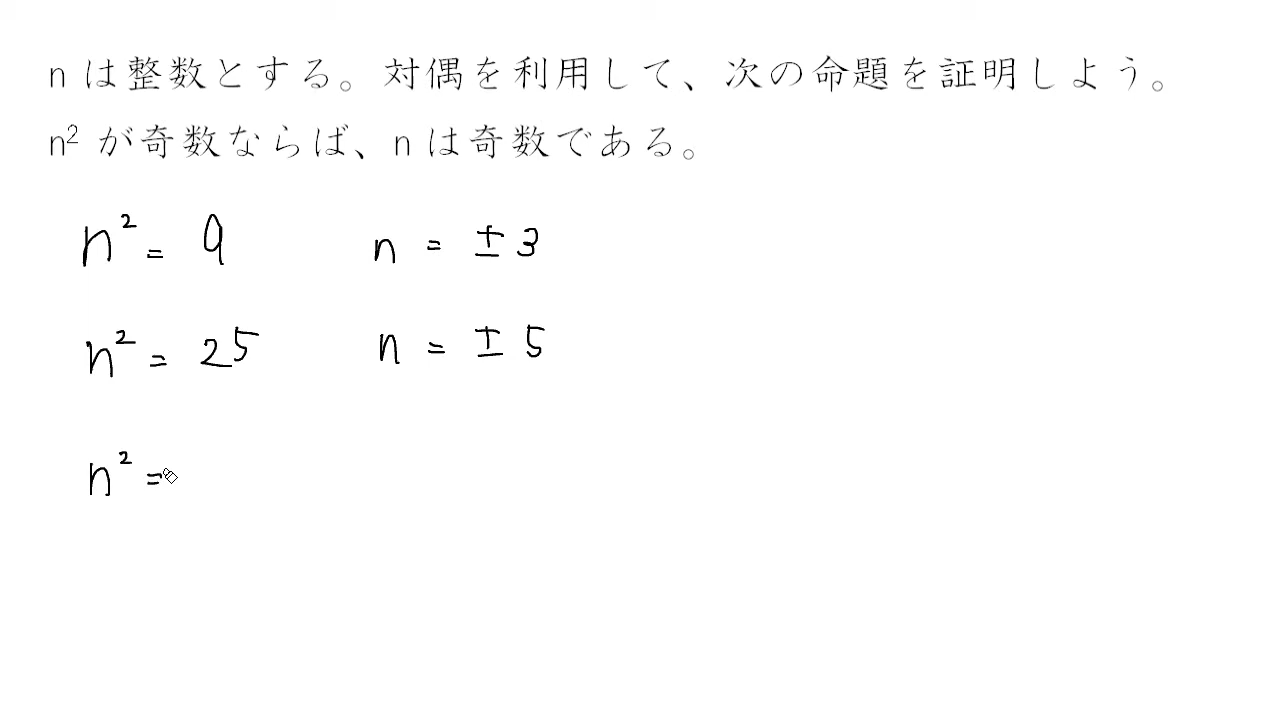 n は整数とする。対偶を利用して、次の命題を証明しよう。
n² が奇数ならば、n は奇数である。
n² = 9 n = ±3
n² = 25 n = ±5
n² =